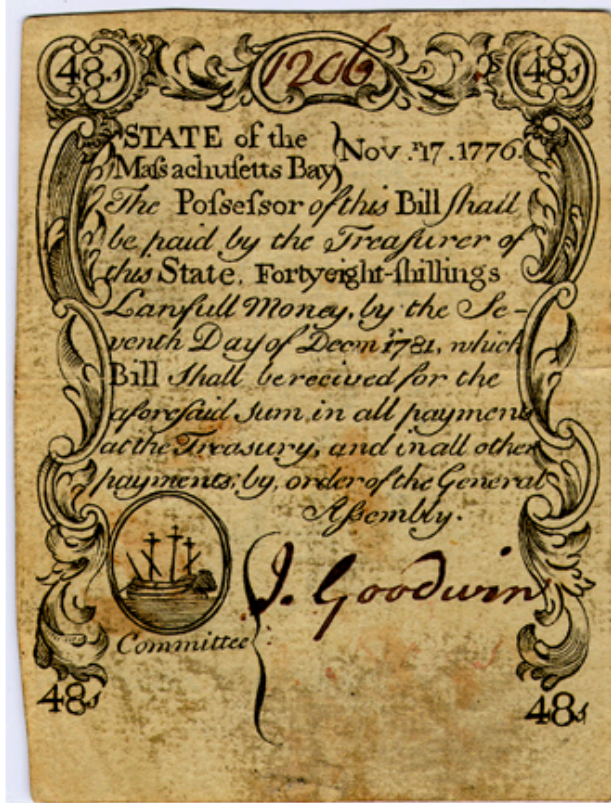 48s 1206 48s
STATE of the
Maſsachusetts Bay} Nov.r 17. 1776.
The Poſseſsor of this Bill ſhall
be paid by the Treaſurer of
this State, Fortyeight-ſhillings
Lawfull Money, by the Se-
venth Day of Decm.r 1781, which
Bill ſhall be recived for the
aforeſaid ſum in all payments
at the Treaſury, and in all other
payments, by, order of the General
Aſsembly.
J. Goodwin
Committee
48s 48s